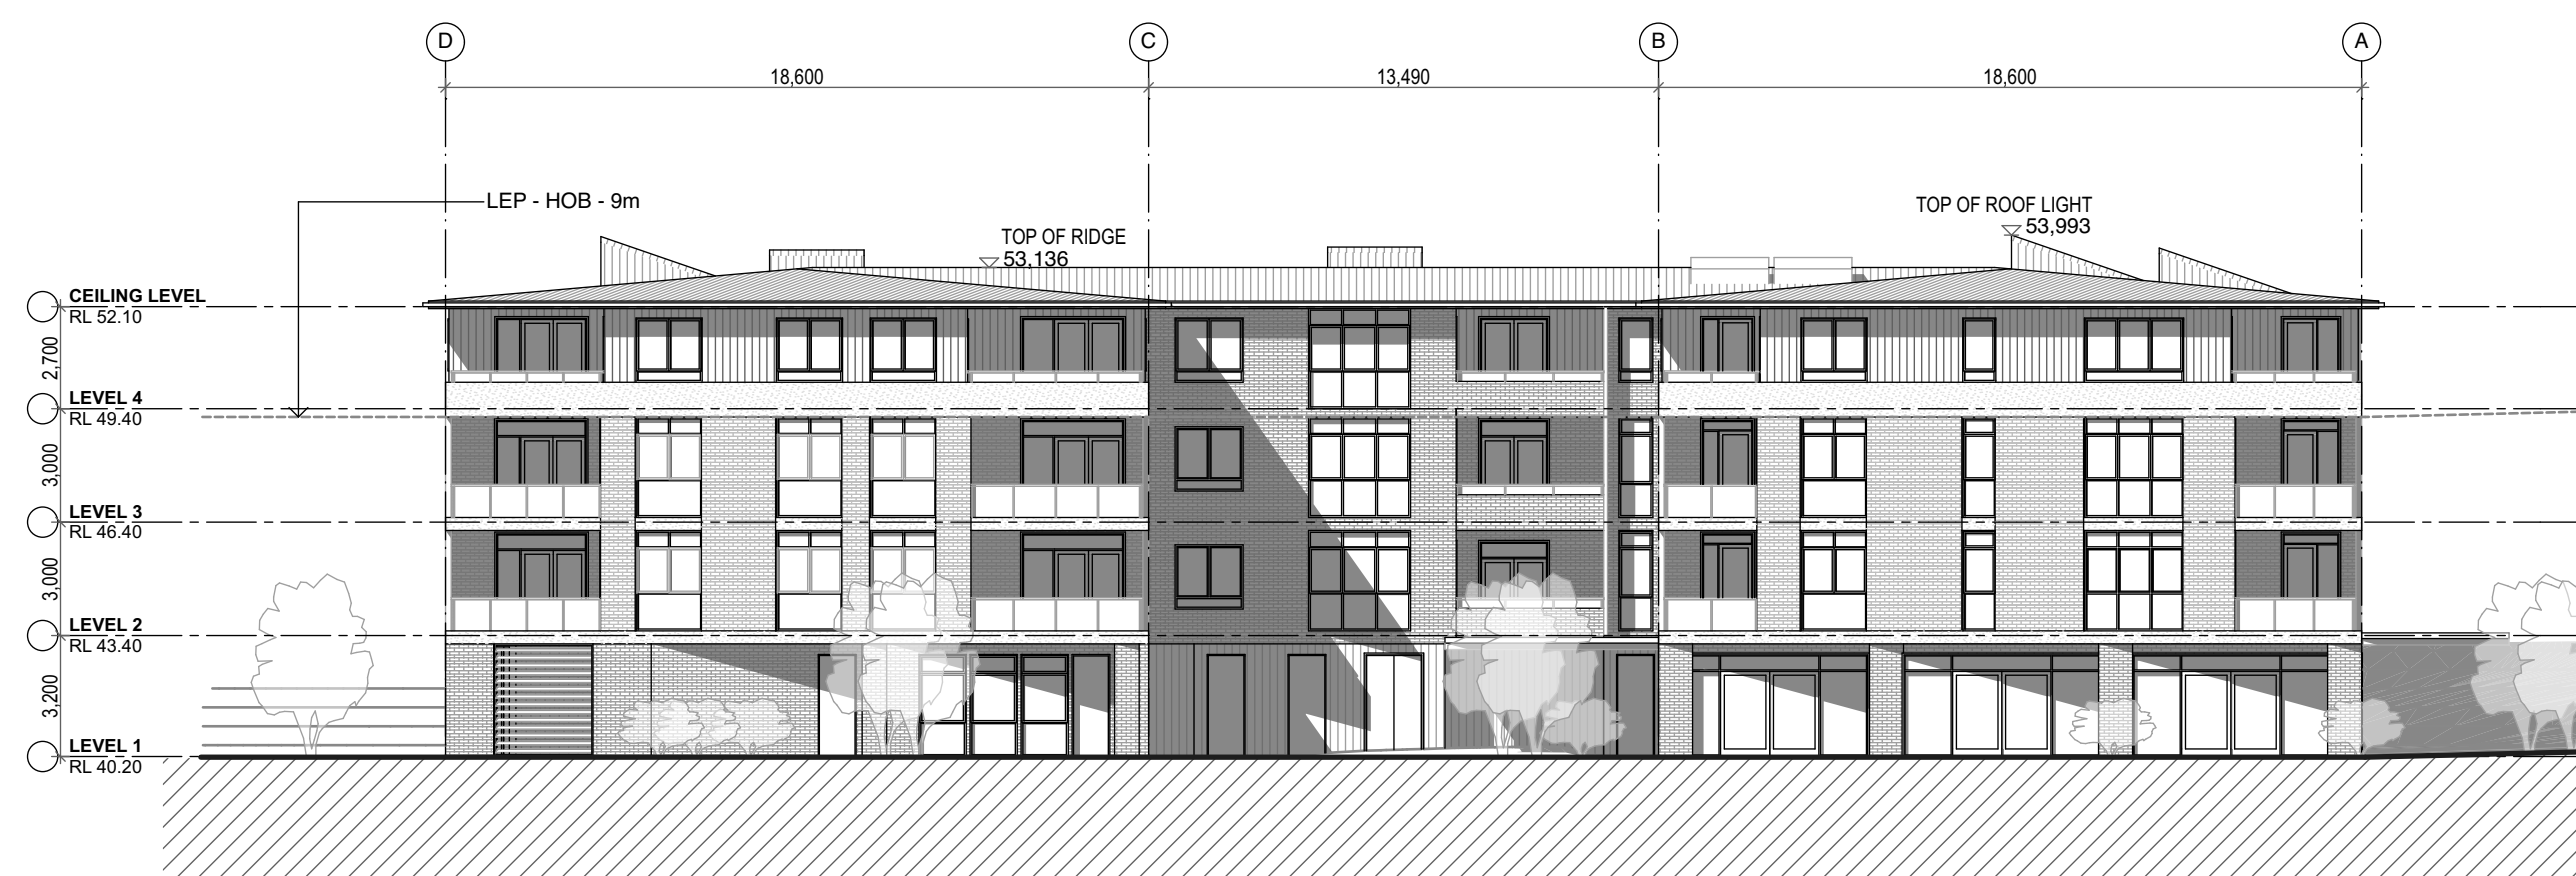 D
C
B
A
18,600
13,490
18,600
LEP - HOB - 9m
TOP OF RIDGE
53,136
TOP OF ROOF LIGHT
53,993
CEILING LEVEL
RL 52.10
2,700
LEVEL 4
RL 49.40
3,000
LEVEL 3
RL 46.40
3,000
LEVEL 2
RL 43.40
3,200
LEVEL 1
RL 40.20